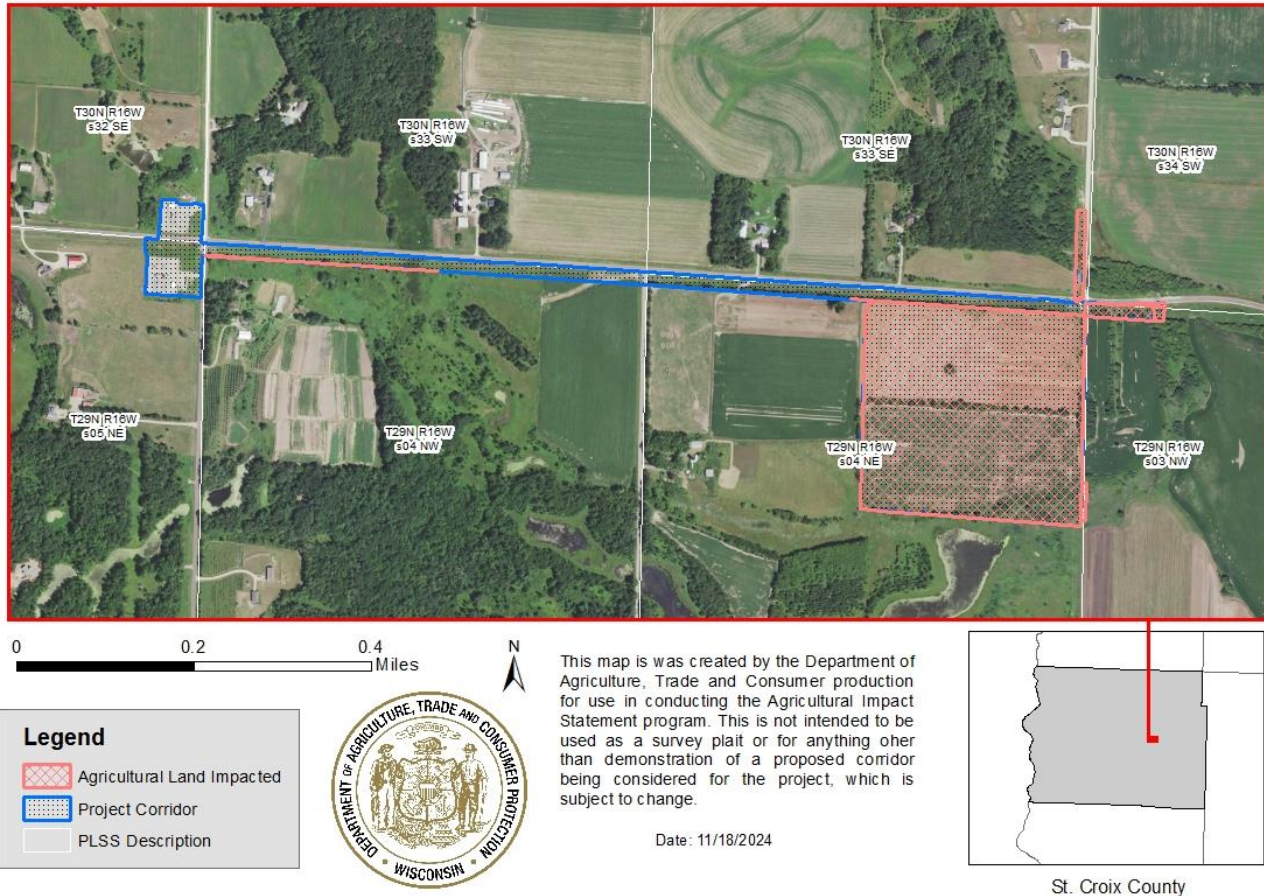 T30N R16W
s32 SE
T30N R16W
s33 SW
T30N R16W
s33 SE
T30N R16W
s34 SW
T29N R16W
s05 NE
T29N R16W
s04 NW
T29N R16W
s04 NE
T29N R16W
s03 NW
0 0.2 0.4
Miles
N
Legend
Agricultural Land Impacted
Project Corridor
PLSS Description
DEPARTMENT OF AGRICULTURE, TRADE AND CONSUMER PROTECTION
• WISCONSIN •
This map is was created by the Department of
Agriculture, Trade and Consumer production
for use in conducting the Agricultural Impact
Statement program. This is not intended to be
used as a survey plait or for anything oher
than demonstration of a proposed corridor
being considered for the project, which is
subject to change.
Date: 11/18/2024
St. Croix County